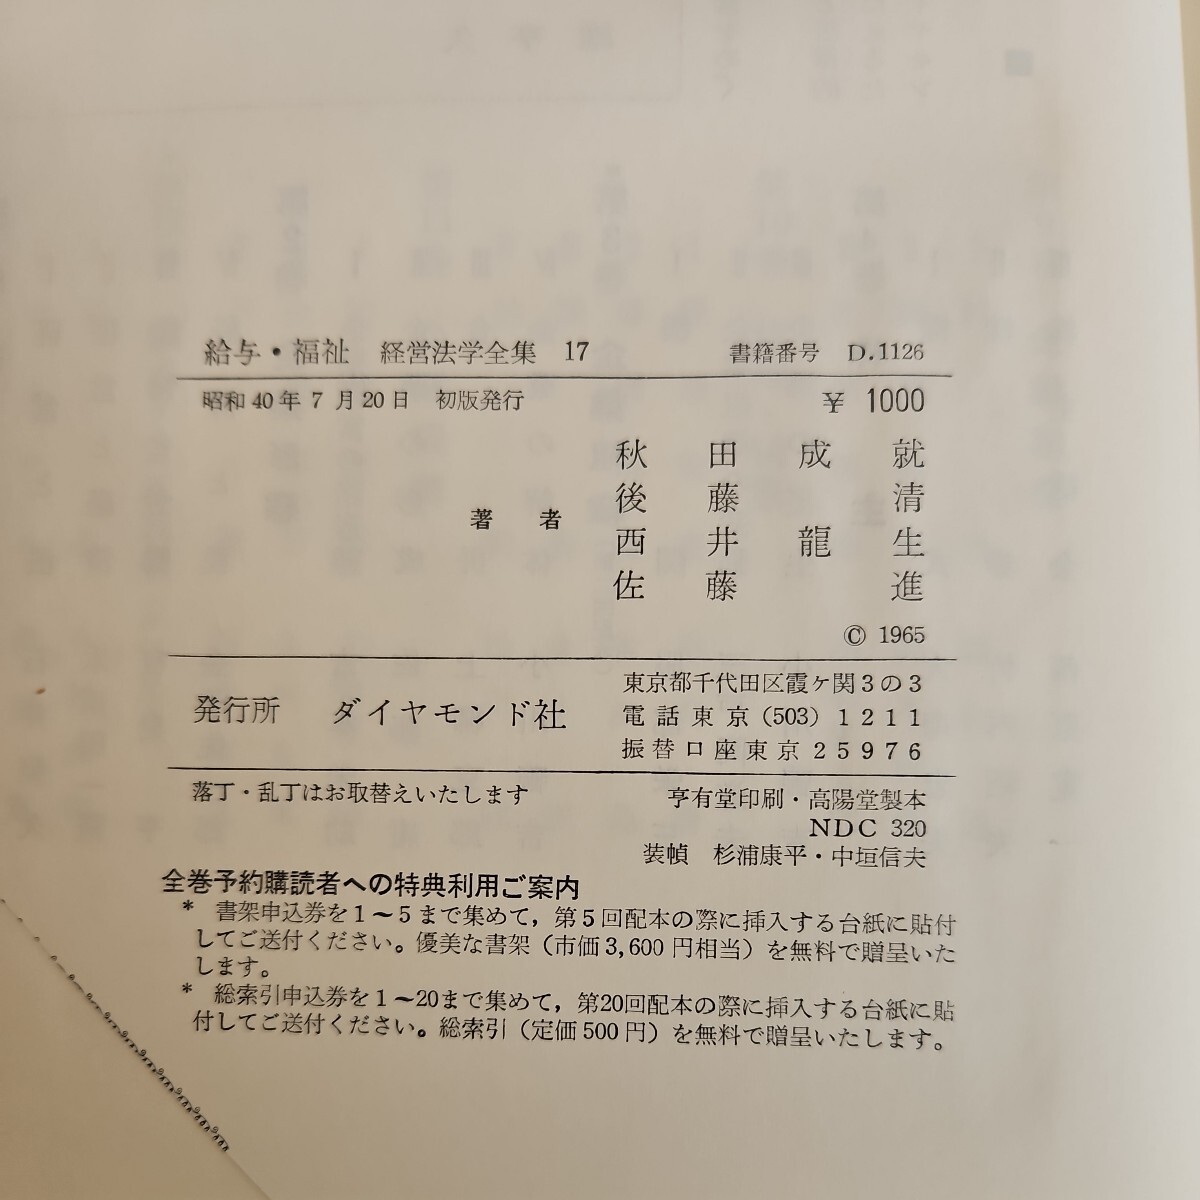 給与・福祉 経営法学全集 17 書籍番号 D.1126
昭和40年7月20日 初版発行 ¥ 1000
著者
秋田成就
後藤清
西井龍生
佐藤進
© 1965
発行所 ダイヤモンド社
東京都千代田区霞ケ関3の3
電話東京(503)1211
振替口座東京25976
落丁・乱丁はお取替えいたします
亨有堂印刷・高陽堂製本
NDC 320
装幀 杉浦康平・中垣信夫
全巻予約購読者への特典利用ご案内
* 書架申込券を1～5まで集めて，第5回配本の際に挿入する台紙に貼付
してご送付ください。優美な書架（市価3,600円相当）を無料で贈呈いた
します。
* 総索引申込券を1～20まで集めて，第20回配本の際に挿入する台紙に貼
付してご送付ください。総索引（定価500円）を無料で贈呈いたします。